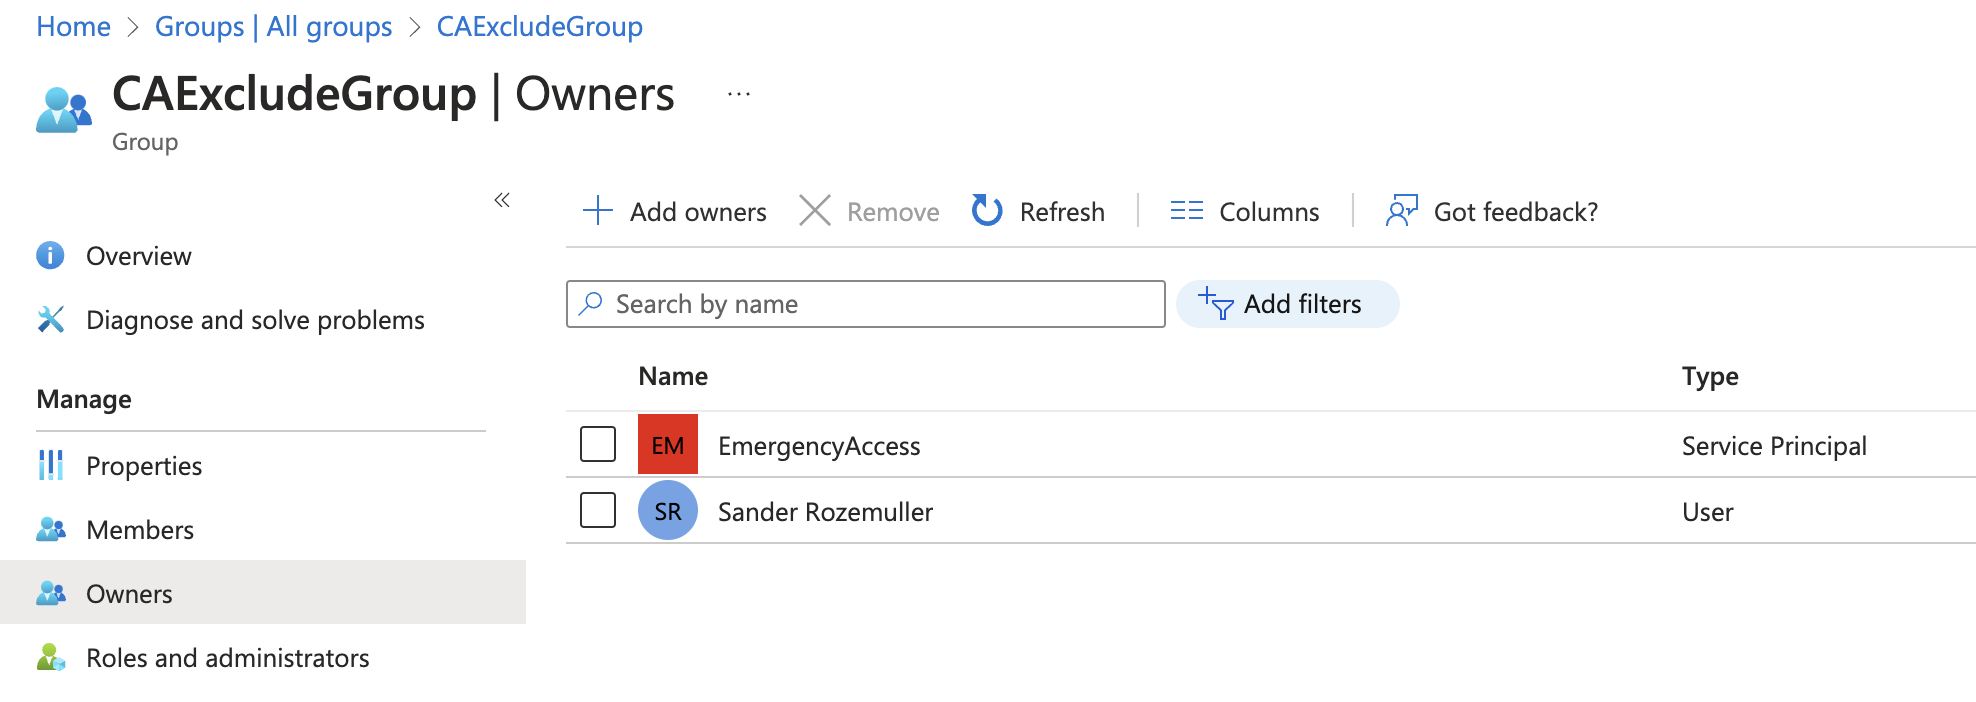 Home > Groups | All groups > CAExcludeGroup
CAExcludeGroup | Owners ...
Group
«
Overview
Diagnose and solve problems
Manage
Properties
Members
Owners
Roles and administrators
Add owners Remove Refresh | Columns | Got feedback?
Search by name Add filters
Name Type
EM EmergencyAccess Service Principal
SR Sander Rozemuller User